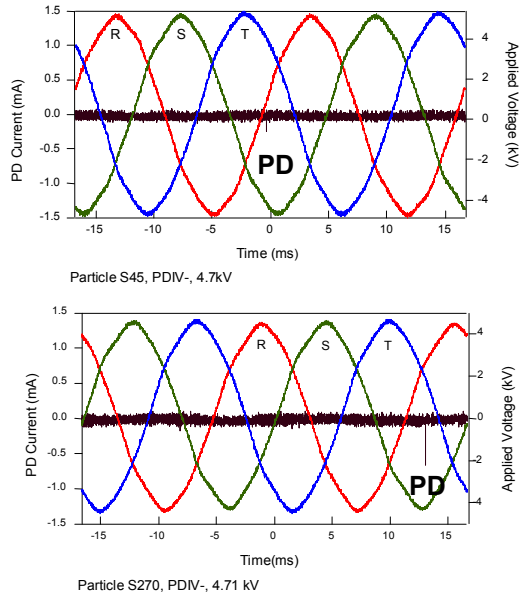 1.5
1.0
0.5
0.0
-0.5
-1.0
-1.5
PD Current (mA)
R
S
T
PD
4
2
0
-2
-4
Applied Voltage (kV)
-15
-10
-5
0
5
10
15
Time (ms)
Particle S45, PDIV-, 4.7kV
1.5
1.0
0.5
0.0
-0.5
-1.0
-1.5
PD Current (mA)
R
S
T
PD
4
2
0
-2
-4
Applied Voltage (kV)
-15
-10
-5
0
5
10
15
Time(ms)
Particle S270, PDIV-, 4.71 kV